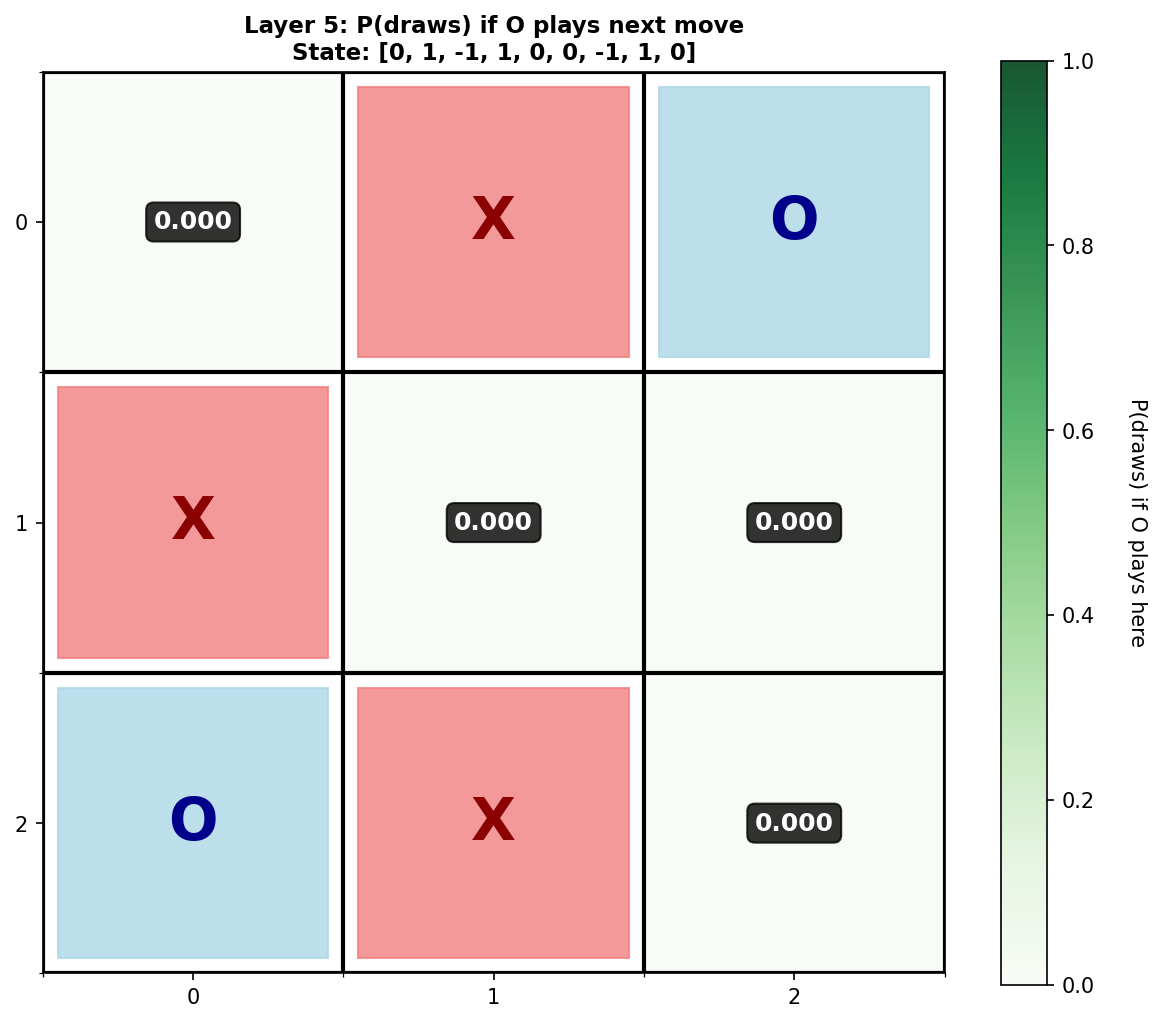 Layer 5: P(draws) if O plays next move
State: [0, 1, -1, 1, 0, 0, -1, 1, 0]
0
0.000
X
O
1
X
0.000
0.000
2
O
X
0.000
0
1
2
1.0
0.8
0.6
0.4
0.2
0.0
P(draws) if O plays here